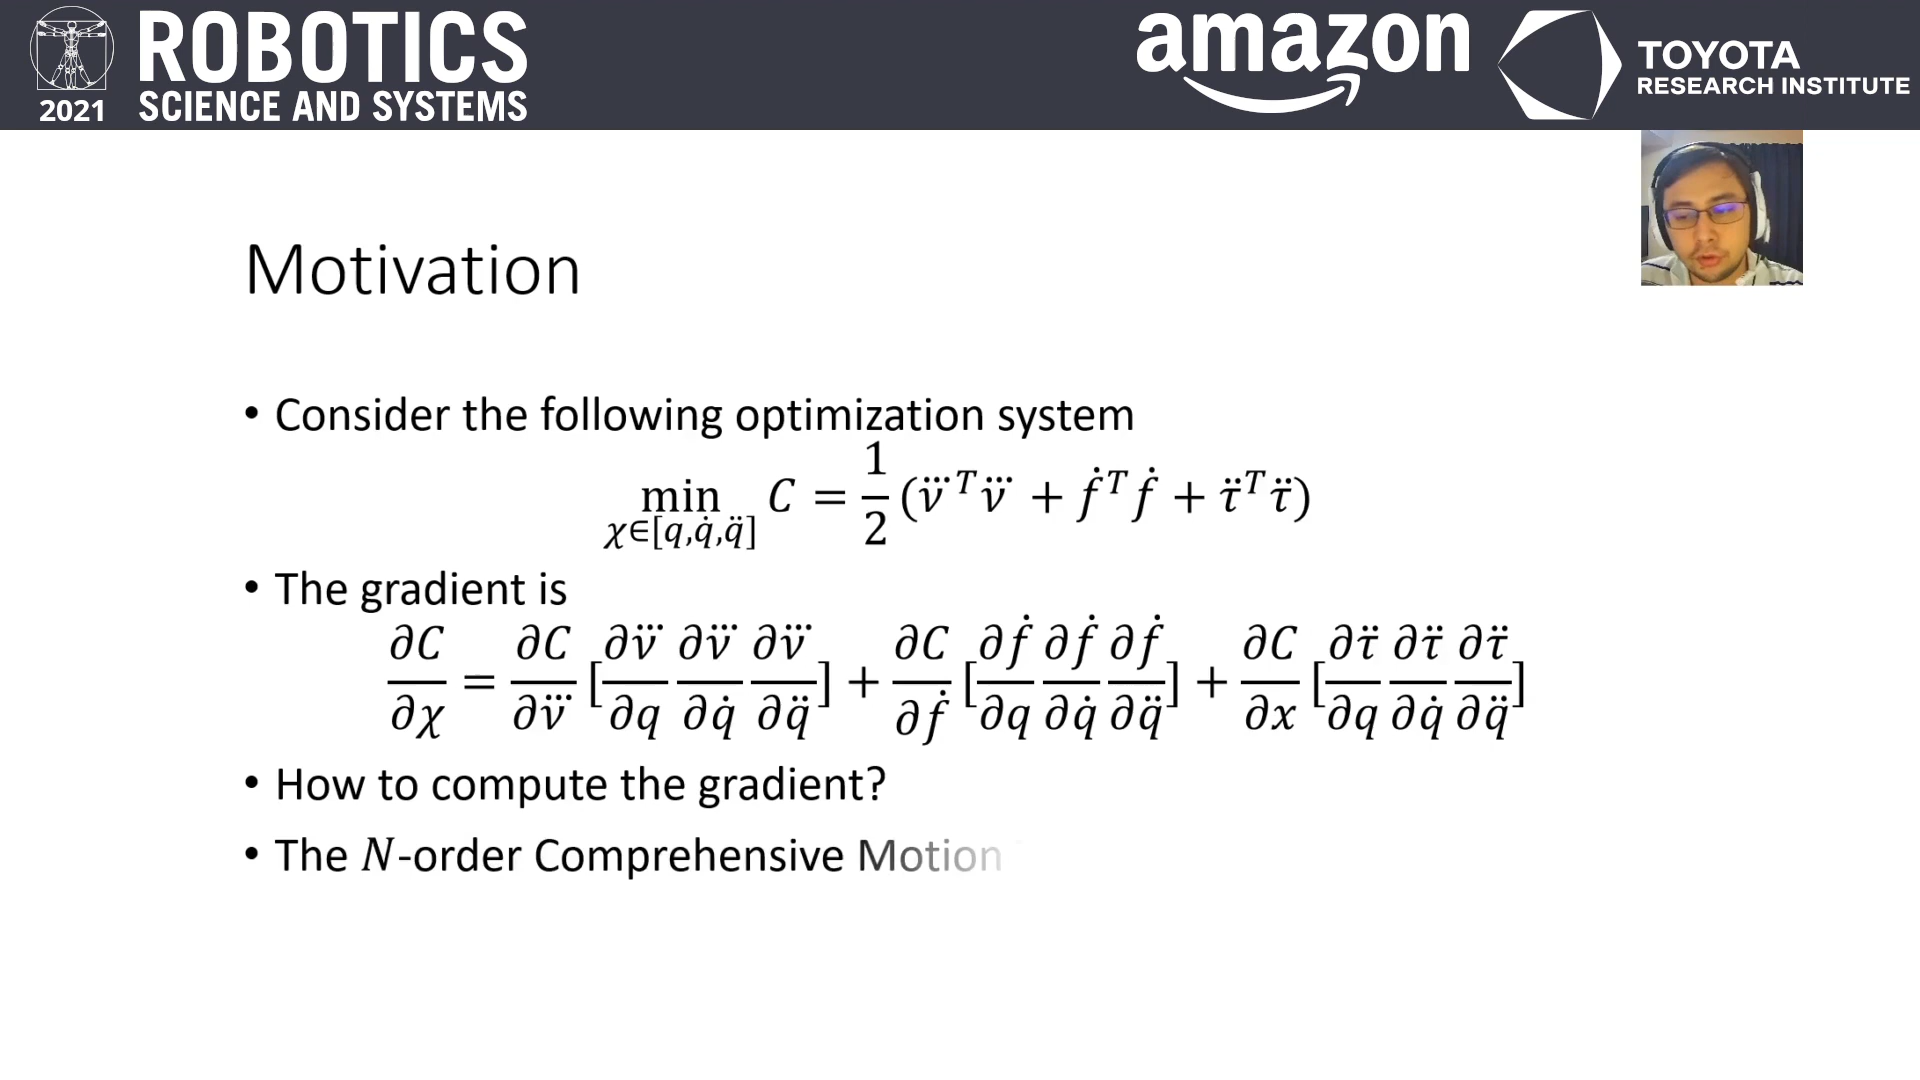 ROBOTICS
SCIENCE AND SYSTEMS
2021
amazon
TOYOTA
RESEARCH INSTITUTE
Motivation
• Consider the following optimization system
min C = 1/2 (v⃛ᵀv⃛ + ḟᵀḟ + τ̈ᵀτ̈)
χ∈[q,q̇,q̈]
• The gradient is
∂C/∂χ = ∂C/∂v⃛ [∂v⃛/∂q ∂v⃛/∂q̇ ∂v⃛/∂q̈] + ∂C/∂ḟ [∂ḟ/∂q ∂ḟ/∂q̇ ∂ḟ/∂q̈] + ∂C/∂x [∂τ̈/∂q ∂τ̈/∂q̇ ∂τ̈/∂q̈]
• How to compute the gradient?
• The N-order Comprehensive Motion